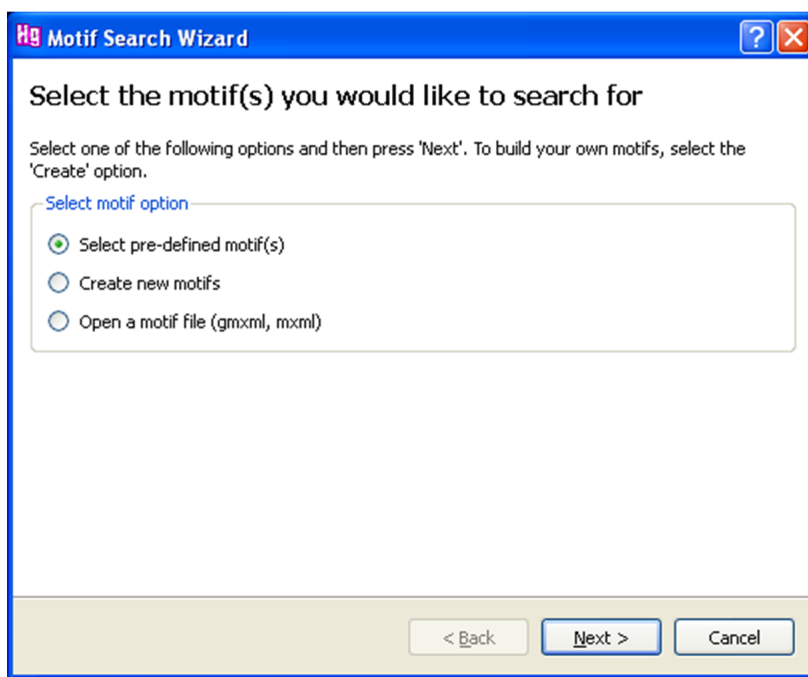 Hg Motif Search Wizard
?
Select the motif(s) you would like to search for
Select one of the following options and then press 'Next'. To build your own motifs, select the
'Create' option.
Select motif option
Select pre-defined motif(s)
Create new motifs
Open a motif file (gmxml, mxml)
< Back Next > Cancel